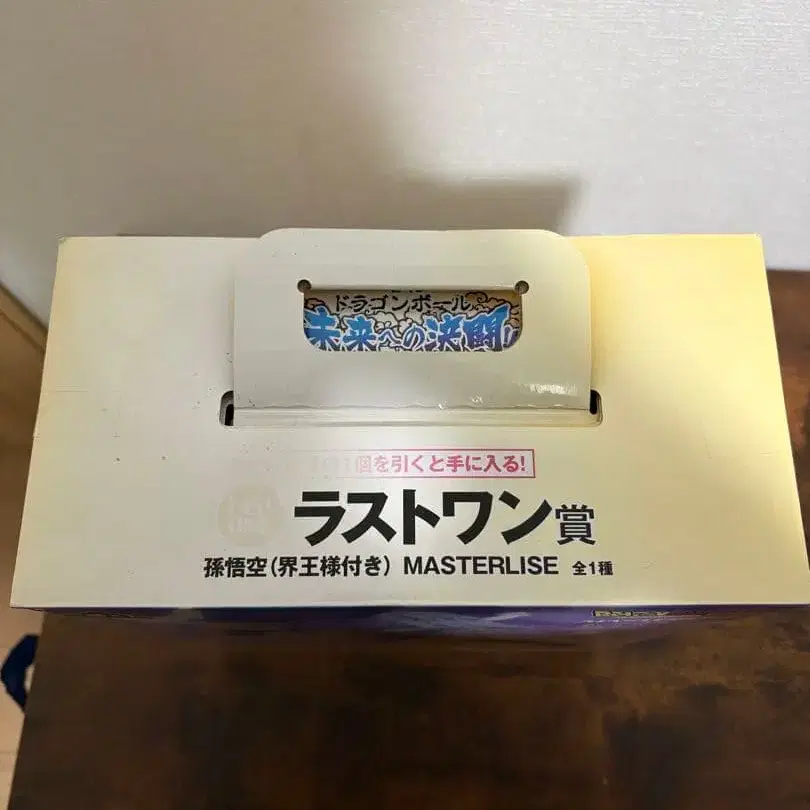 ドラゴンボール
未来への決闘!!
個を引くと手に入る!
ラストワン賞
孫悟空(界王様付き) MASTERLISE 全1種